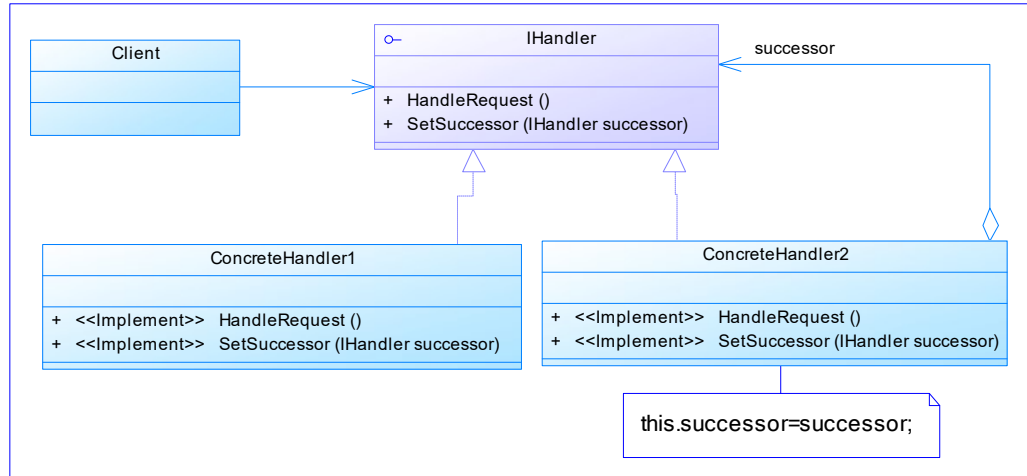 Client
IHandler
+ HandleRequest ()
+ SetSuccessor (IHandler successor)
successor
ConcreteHandler1
+ <<Implement>> HandleRequest ()
+ <<Implement>> SetSuccessor (IHandler successor)
ConcreteHandler2
+ <<Implement>> HandleRequest ()
+ <<Implement>> SetSuccessor (IHandler successor)
this.successor=successor;